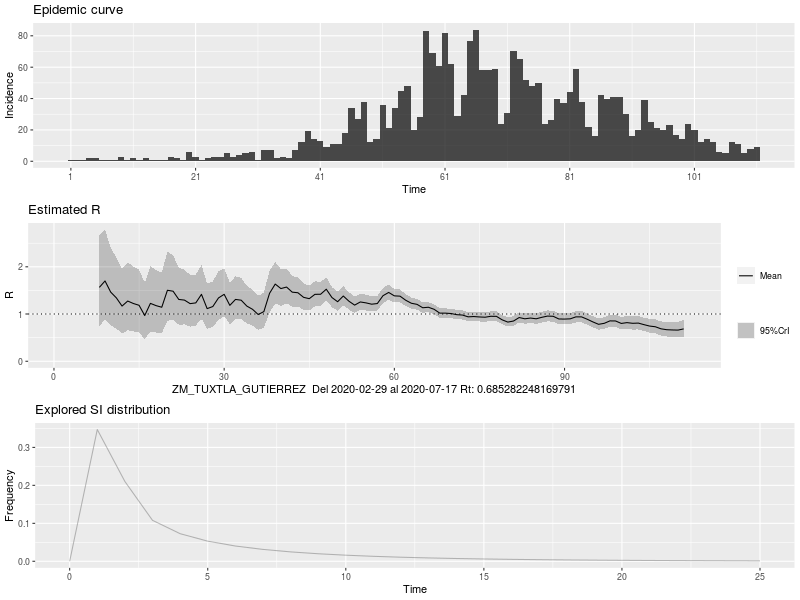 Epidemic curve
80
60
40
20
0
Incidence
1 21 41 61 81 101
Time
Estimated R
2
1
0
R
0 30 60 90
ZM_TUXTLA_GUTIERREZ Del 2020-02-29 al 2020-07-17 Rt: 0.685282248169791
Mean
95%CrI
Explored SI distribution
0.3
0.2
0.1
0.0
Frequency
0 5 10 15 20 25
Time